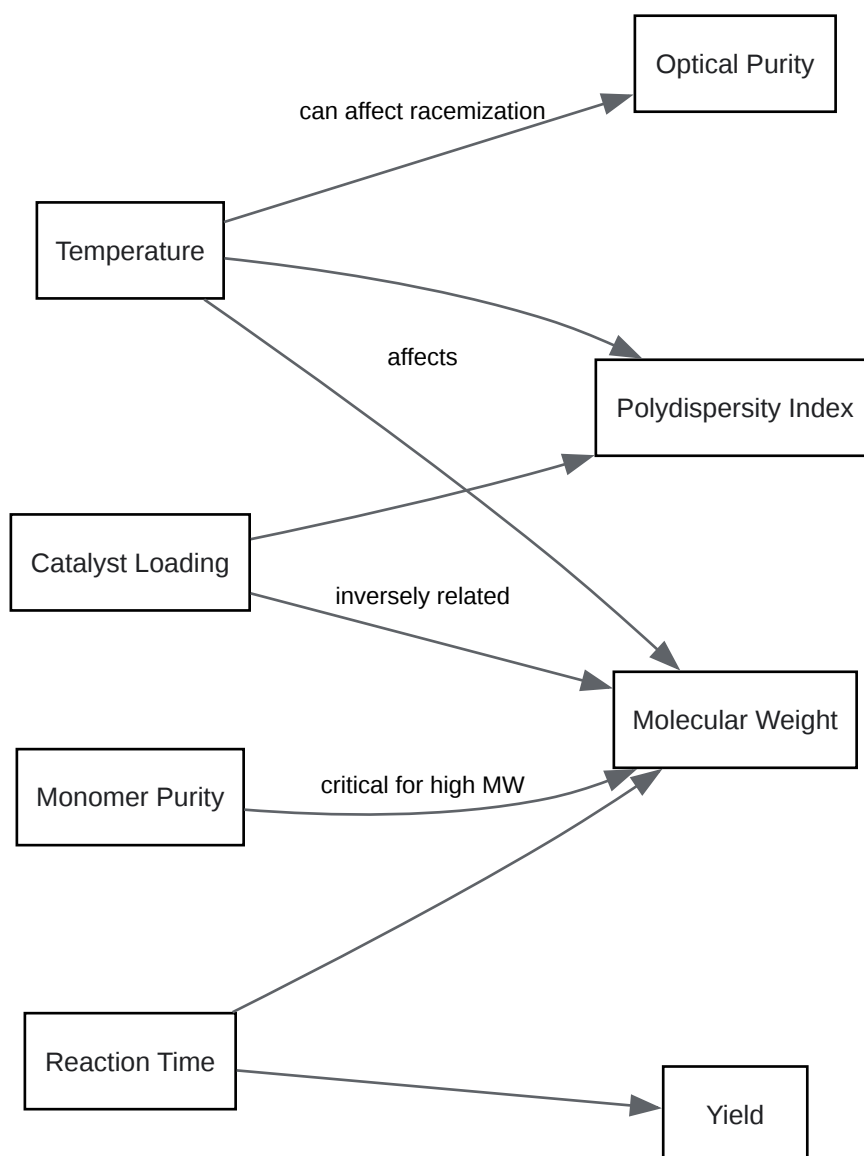 Optical Purity
can affect racemization
Temperature
affects
Polydispersity Index
Catalyst Loading
inversely related
Molecular Weight
critical for high MW
Monomer Purity
Reaction Time
Yield